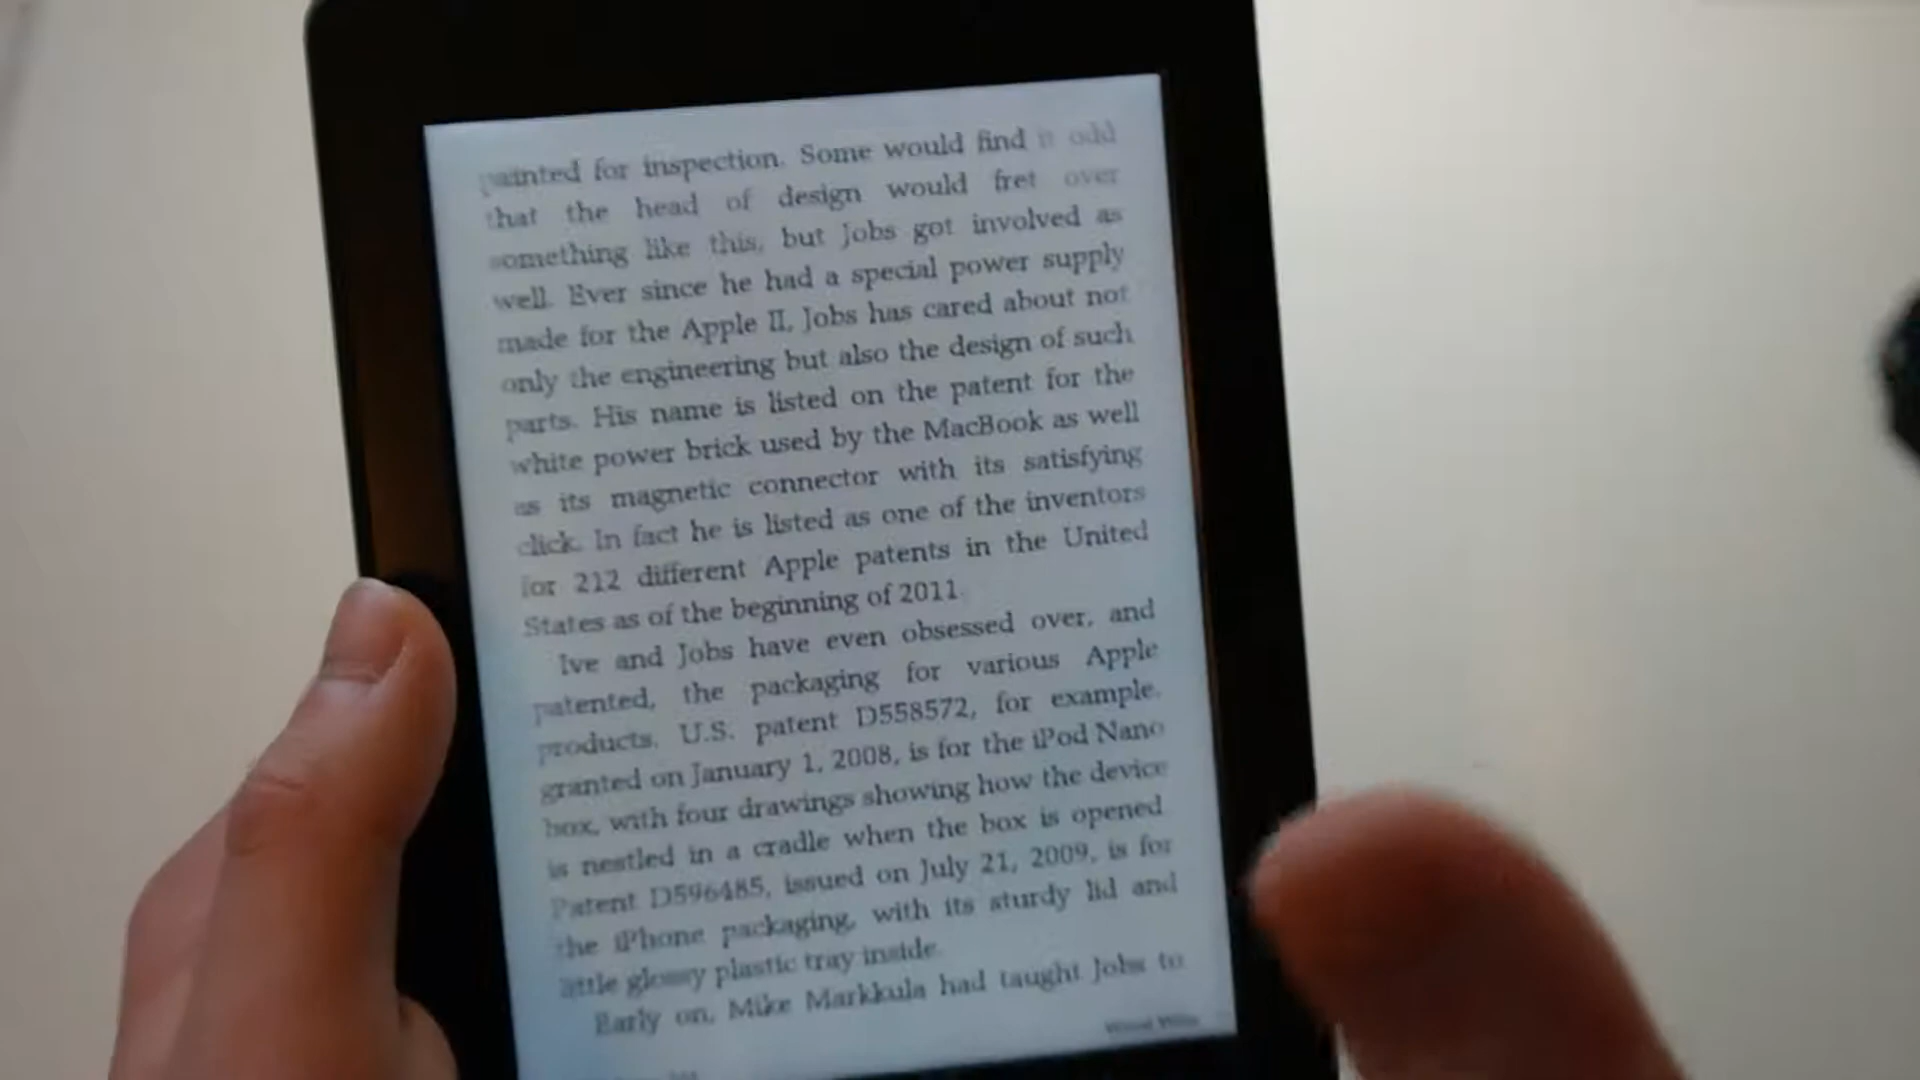 painted for inspection. Some would find it odd
that the head of design would fret over
something like this, but Jobs got involved as
well. Ever since he had a special power supply
made for the Apple II, Jobs has cared about not
only the engineering but also the design of such
parts. His name is listed on the patent for the
white power brick used by the MacBook as well
as its magnetic connector with its satisfying
click. In fact he is listed as one of the inventors
for 212 different Apple patents in the United
States as of the beginning of 2011.
Ive and Jobs have even obsessed over, and
patented, the packaging for various Apple
products. U.S. patent D558572, for example,
granted on January 1, 2008, is for the iPod Nano
box, with four drawings showing how the device
is nestled in a cradle when the box is opened
Patent D596485, issued on July 21, 2009, is for
the iPhone packaging, with its sturdy lid and
little glossy plastic tray inside.
Early on, Mike Markkula had taught Jobs to